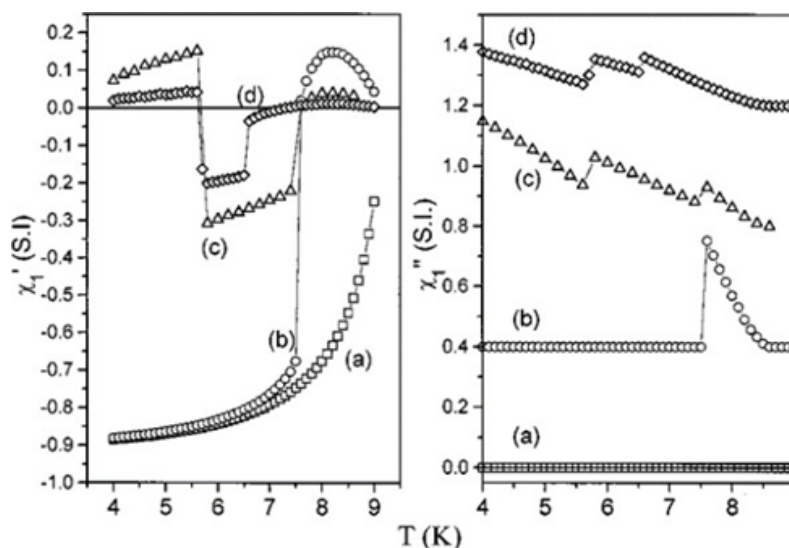 0.2
0.1
0.0
-0.1
-0.2
-0.3
-0.4
-0.5
-0.6
-0.7
-0.8
-0.9
-1.0
χ₁' (S.I)
(d)
(c)
(b)
(a)
4 5 6 7 8 9
1.4
1.2
1.0
0.8
0.6
0.4
0.2
0.0
χ₁" (S.I.)
(d)
(c)
(b)
(a)
4 5 6 7 8
T (K)